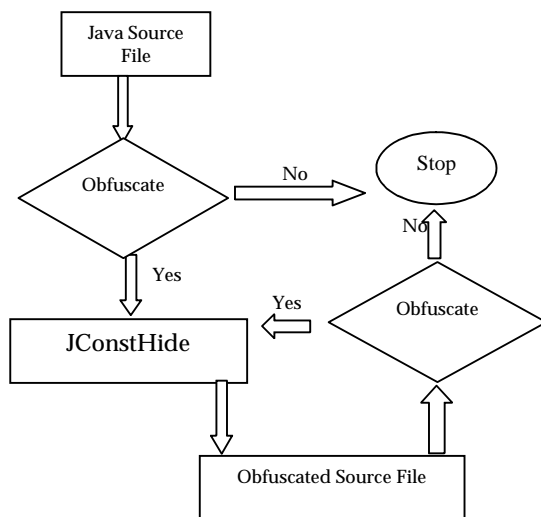 Java Source
File
Obfuscate
No
Stop
No
Yes
Yes
Obfuscate
JConstHide
Obfuscated Source File